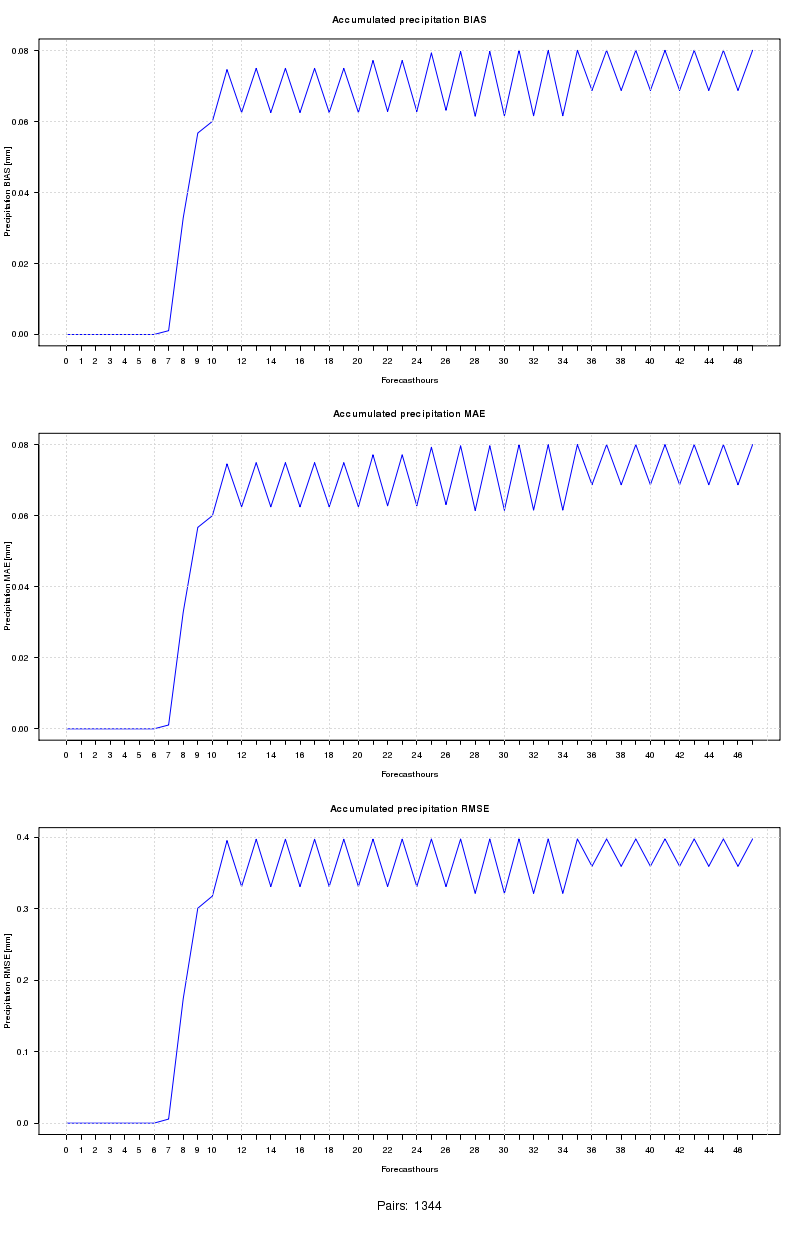 Accumulated precipitation BIAS
Precipitation BIAS [mm]
0.08
0.06
0.04
0.02
0.00
0 1 2 3 4 5 6 7 8 9 10 12 14 16 18 20 22 24 26 28 30 32 34 36 38 40 42 44 46
Forecasthours
Accumulated precipitation MAE
Precipitation MAE [mm]
0.08
0.06
0.04
0.02
0.00
0 1 2 3 4 5 6 7 8 9 10 12 14 16 18 20 22 24 26 28 30 32 34 36 38 40 42 44 46
Forecasthours
Accumulated precipitation RMSE
Precipitation RMSE [mm]
0.4
0.3
0.2
0.1
0.0
0 1 2 3 4 5 6 7 8 9 10 12 14 16 18 20 22 24 26 28 30 32 34 36 38 40 42 44 46
Forecasthours
Pairs: 1344